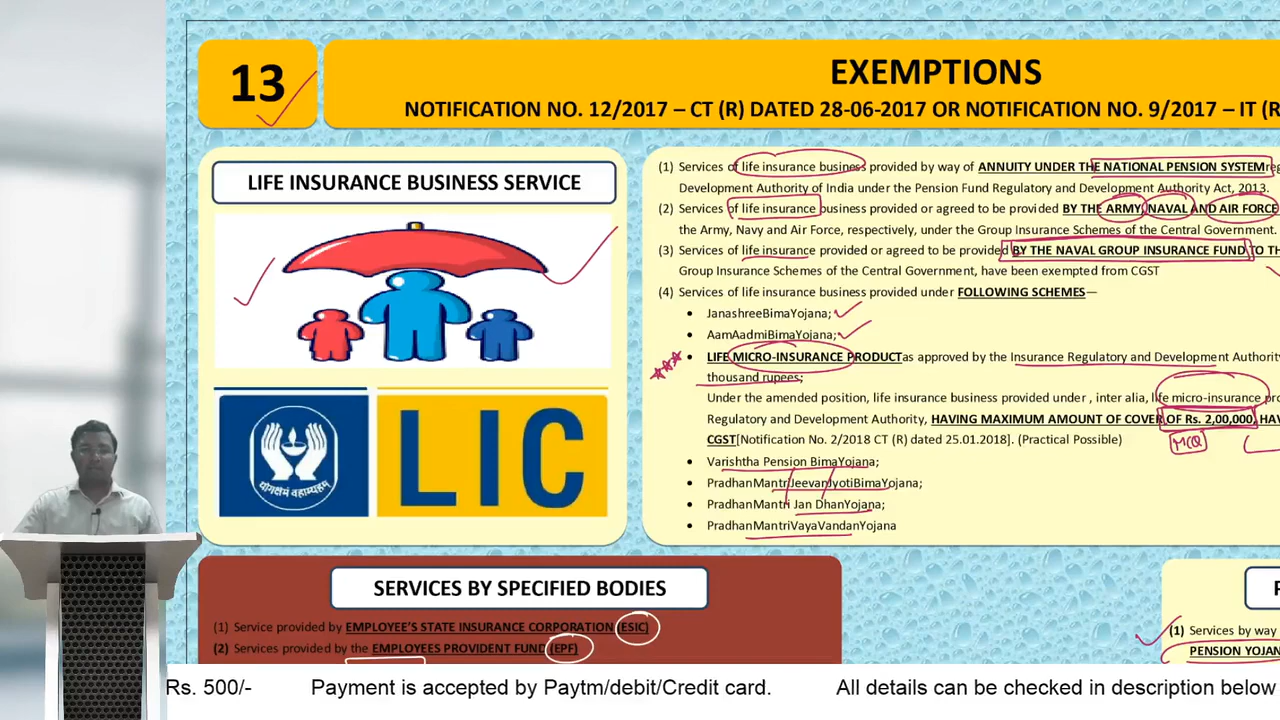 13
EXEMPTIONS
NOTIFICATION NO. 12/2017 – CT (R) DATED 28-06-2017 OR NOTIFICATION NO. 9/2017 – IT (R
LIFE INSURANCE BUSINESS SERVICE
योगक्षेमं वहाम्यहम्
LIC
(1) Services of life insurance business provided by way of ANNUITY UNDER THE NATIONAL PENSION SYSTEM reg
Development Authority of India under the Pension Fund Regulatory and Development Authority Act, 2013.
(2) Services of life insurance business provided or agreed to be provided BY THE ARMY, NAVAL AND AIR FORCE
the Army, Navy and Air Force, respectively, under the Group Insurance Schemes of the Central Government.
(3) Services of life insurance provided or agreed to be provided BY THE NAVAL GROUP INSURANCE FUND TO TH
Group Insurance Schemes of the Central Government, have been exempted from CGST
(4) Services of life insurance business provided under FOLLOWING SCHEMES—
• JanashreeBimaYojana;
• AamAadmiBimaYojana;
• LIFE MICRO-INSURANCE PRODUCTas approved by the Insurance Regulatory and Development Authority
thousand rupees;
Under the amended position, life insurance business provided under , inter alia, life micro-insurance pro
Regulatory and Development Authority, HAVING MAXIMUM AMOUNT OF COVER OF Rs. 2,00,000, HAV
CGST[Notification No. 2/2018 CT (R) dated 25.01.2018]. (Practical Possible)
MCQ
• Varishtha Pension BimaYojana;
• PradhanMantriJeevanJyotiBimaYojana;
• PradhanMantri Jan DhanYojana;
• PradhanMantriVayaVandanYojana
SERVICES BY SPECIFIED BODIES
(1) Service provided by EMPLOYEE'S STATE INSURANCE CORPORATION (ESIC)
(2) Services provided by the EMPLOYEES PROVIDENT FUND (EPF)
P
(1) Services by way
PENSION YOJAN
Rs. 500/- Payment is accepted by Paytm/debit/Credit card. All details can be checked in description below